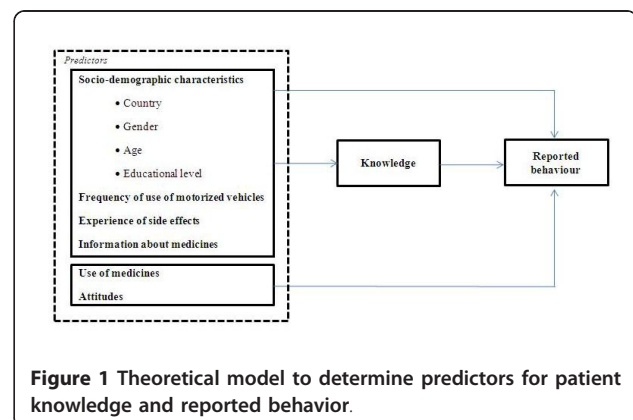 Predictors
Socio-demographic characteristics
• Country
• Gender
• Age
• Educational level
Frequency of use of motorized vehicles
Experience of side effects
Information about medicines
Use of medicines
Attitudes
Knowledge
Reported
behaviour
Figure 1 Theoretical model to determine predictors for patient
knowledge and reported behavior.